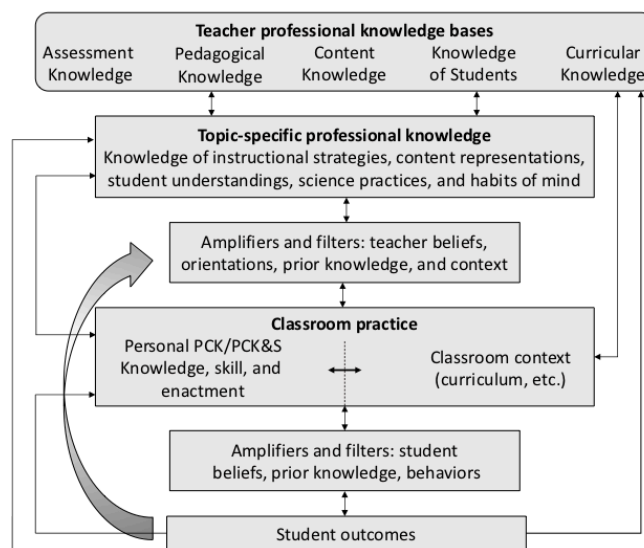 Teacher professional knowledge bases
Assessment Knowledge
Pedagogical Knowledge
Content Knowledge
Knowledge of Students
Curricular Knowledge
Topic-specific professional knowledge
Knowledge of instructional strategies, content representations,
student understandings, science practices, and habits of mind
Amplifiers and filters: teacher beliefs,
orientations, prior knowledge, and context
Classroom practice
Personal PCK/PCK&S
Knowledge, skill, and
enactment
Classroom context
(curriculum, etc.)
Amplifiers and filters: student
beliefs, prior knowledge, behaviors
Student outcomes